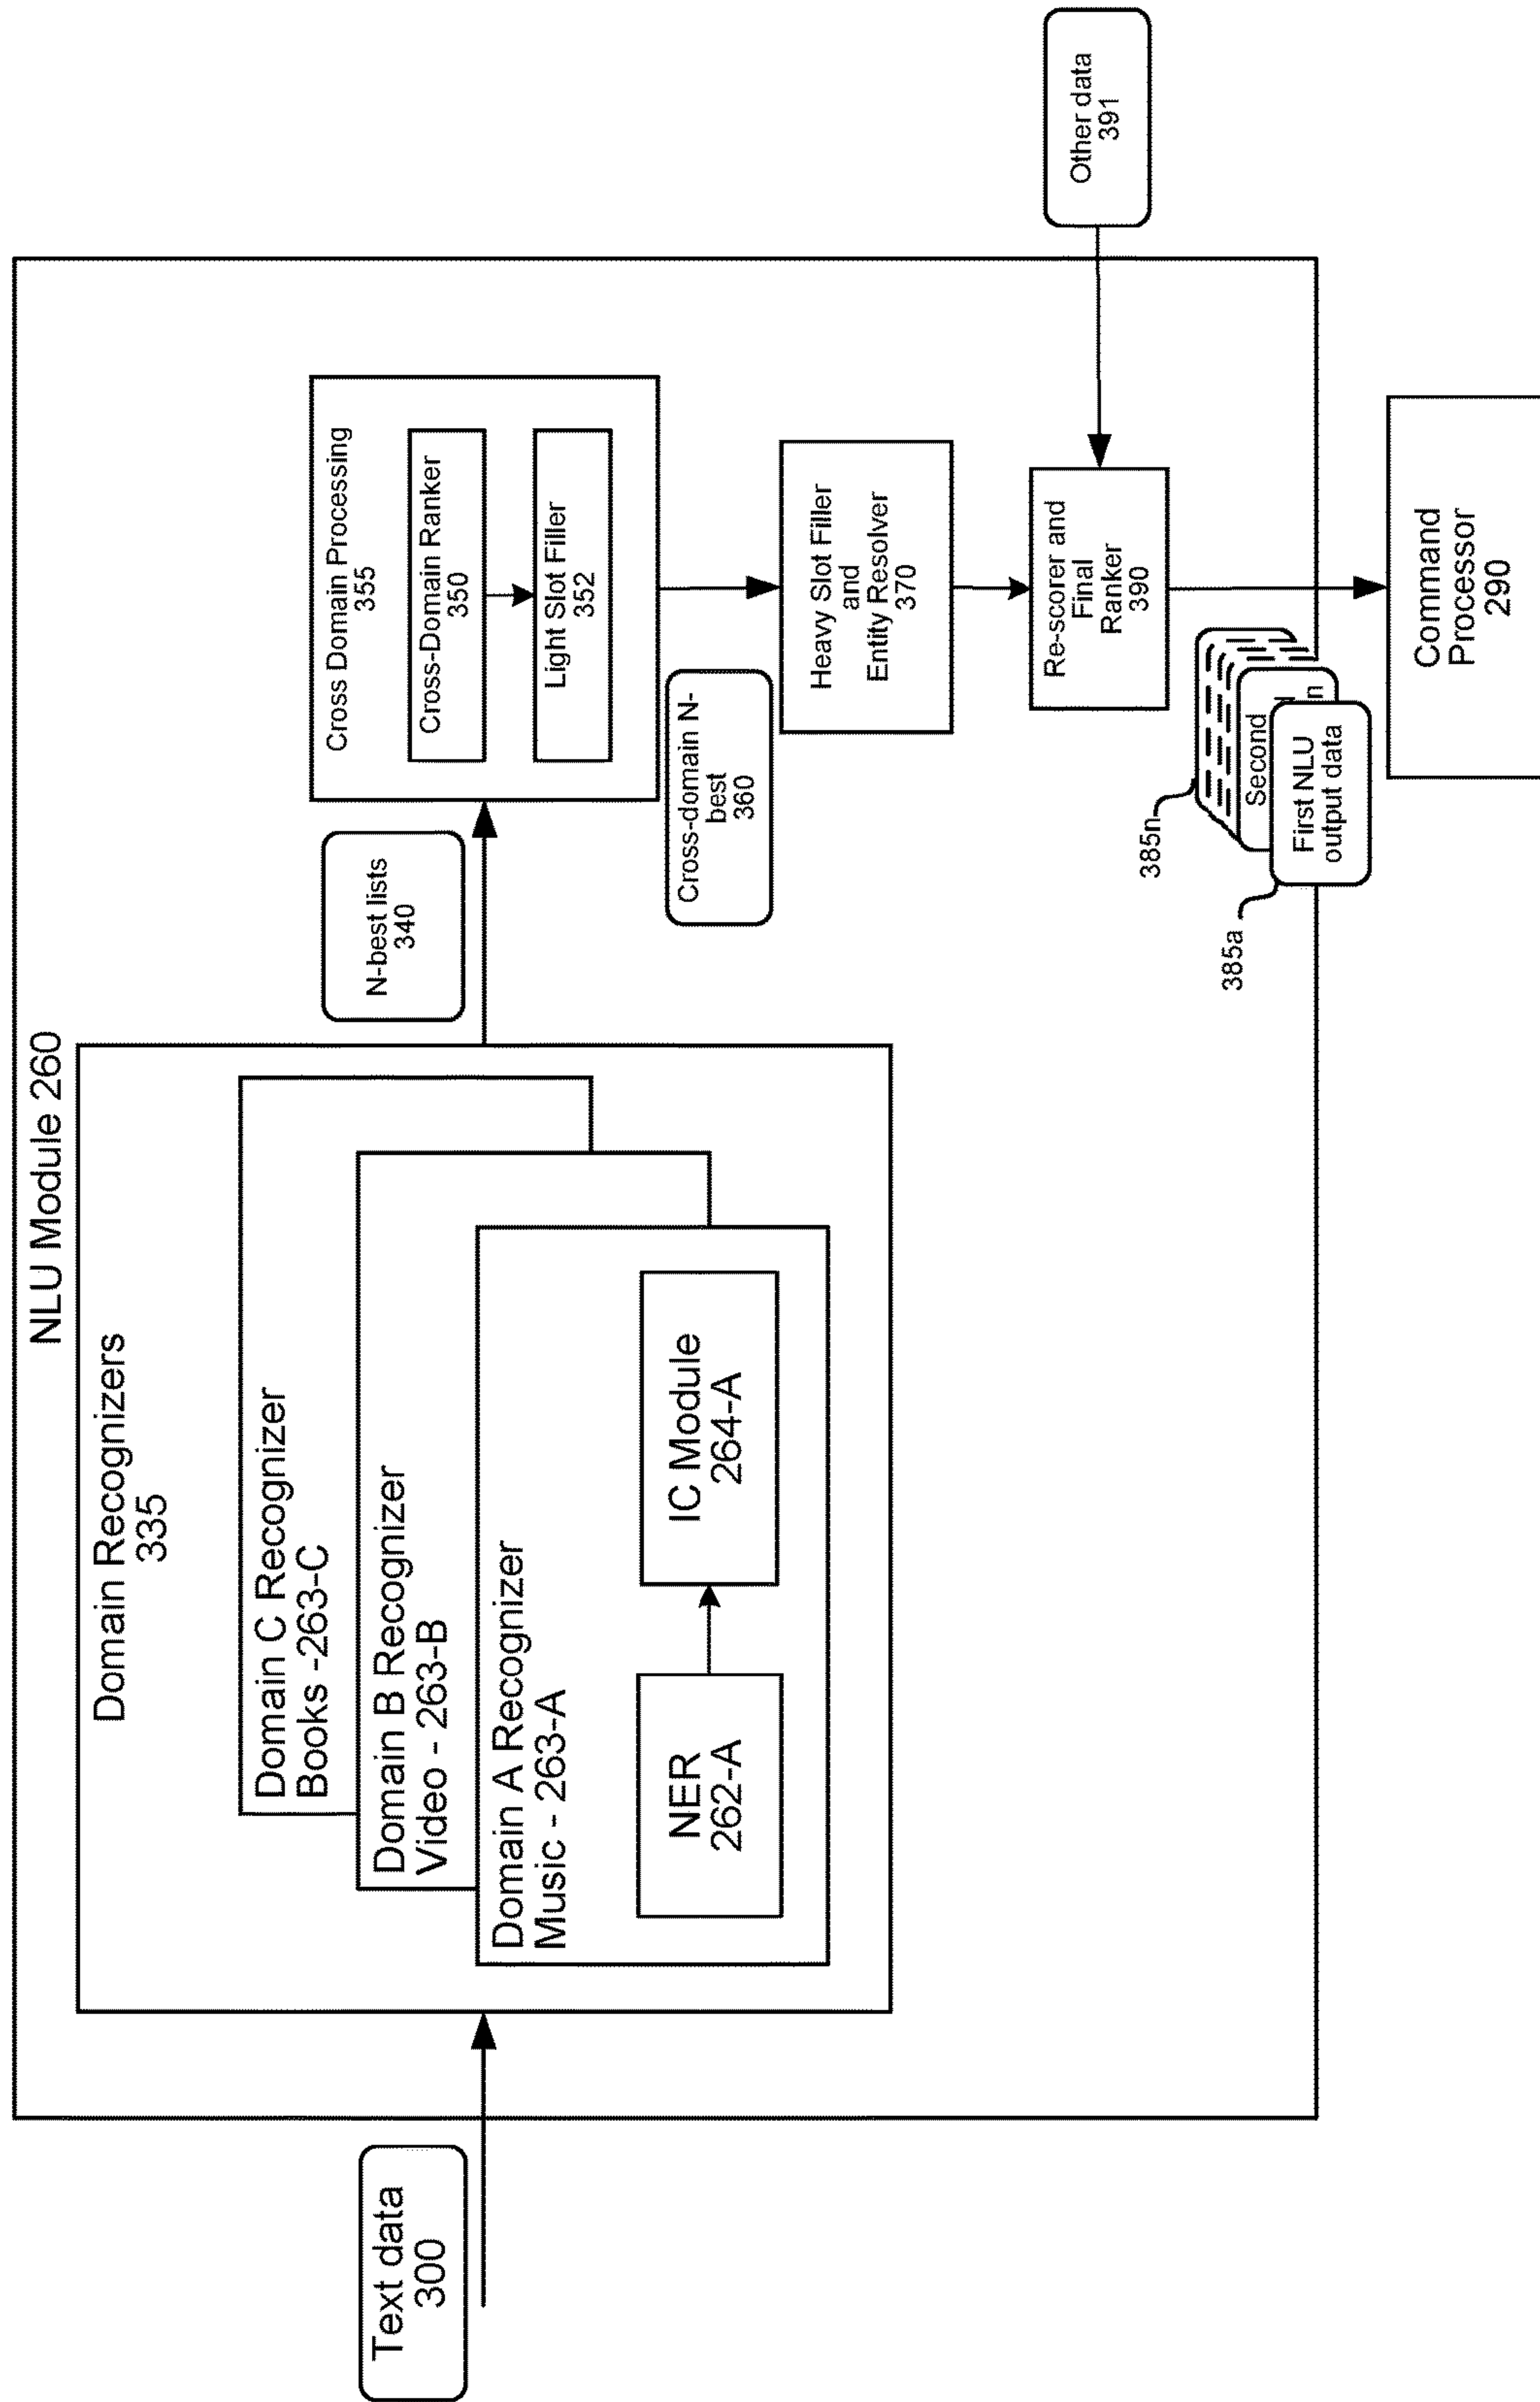 NLU Module 260
Text data
300
Domain Recognizers
335
Domain C Recognizer
Books -263-C
Domain B Recognizer
Video - 263-B
Domain A Recognizer
Music - 263-A
NER
262-A
IC Module
264-A
N-best lists
340
Cross Domain Processing
355
Cross-Domain Ranker
350
Light Slot Filler
352
Cross-domain N-
best
360
Heavy Slot Filler
and
Entity Resolver
370
Re-scorer and
Final
Ranker
390
Other data
391
385n
385a
Second
First NLU
output data
Command
Processor
290